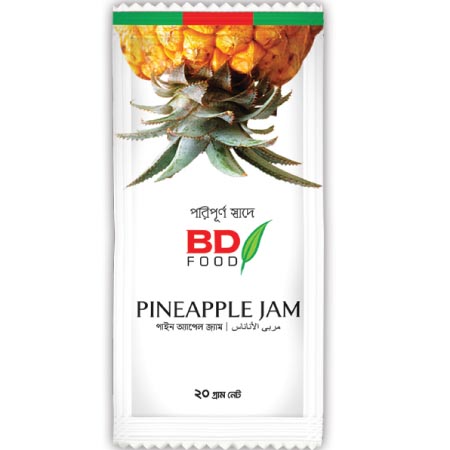 পরিপূর্ণ স্বাদে
BD
FOOD
PINEAPPLE JAM
পাইন অ্যাপেল জ্যাম | مربى الأناناس
২০ গ্রাম নেট